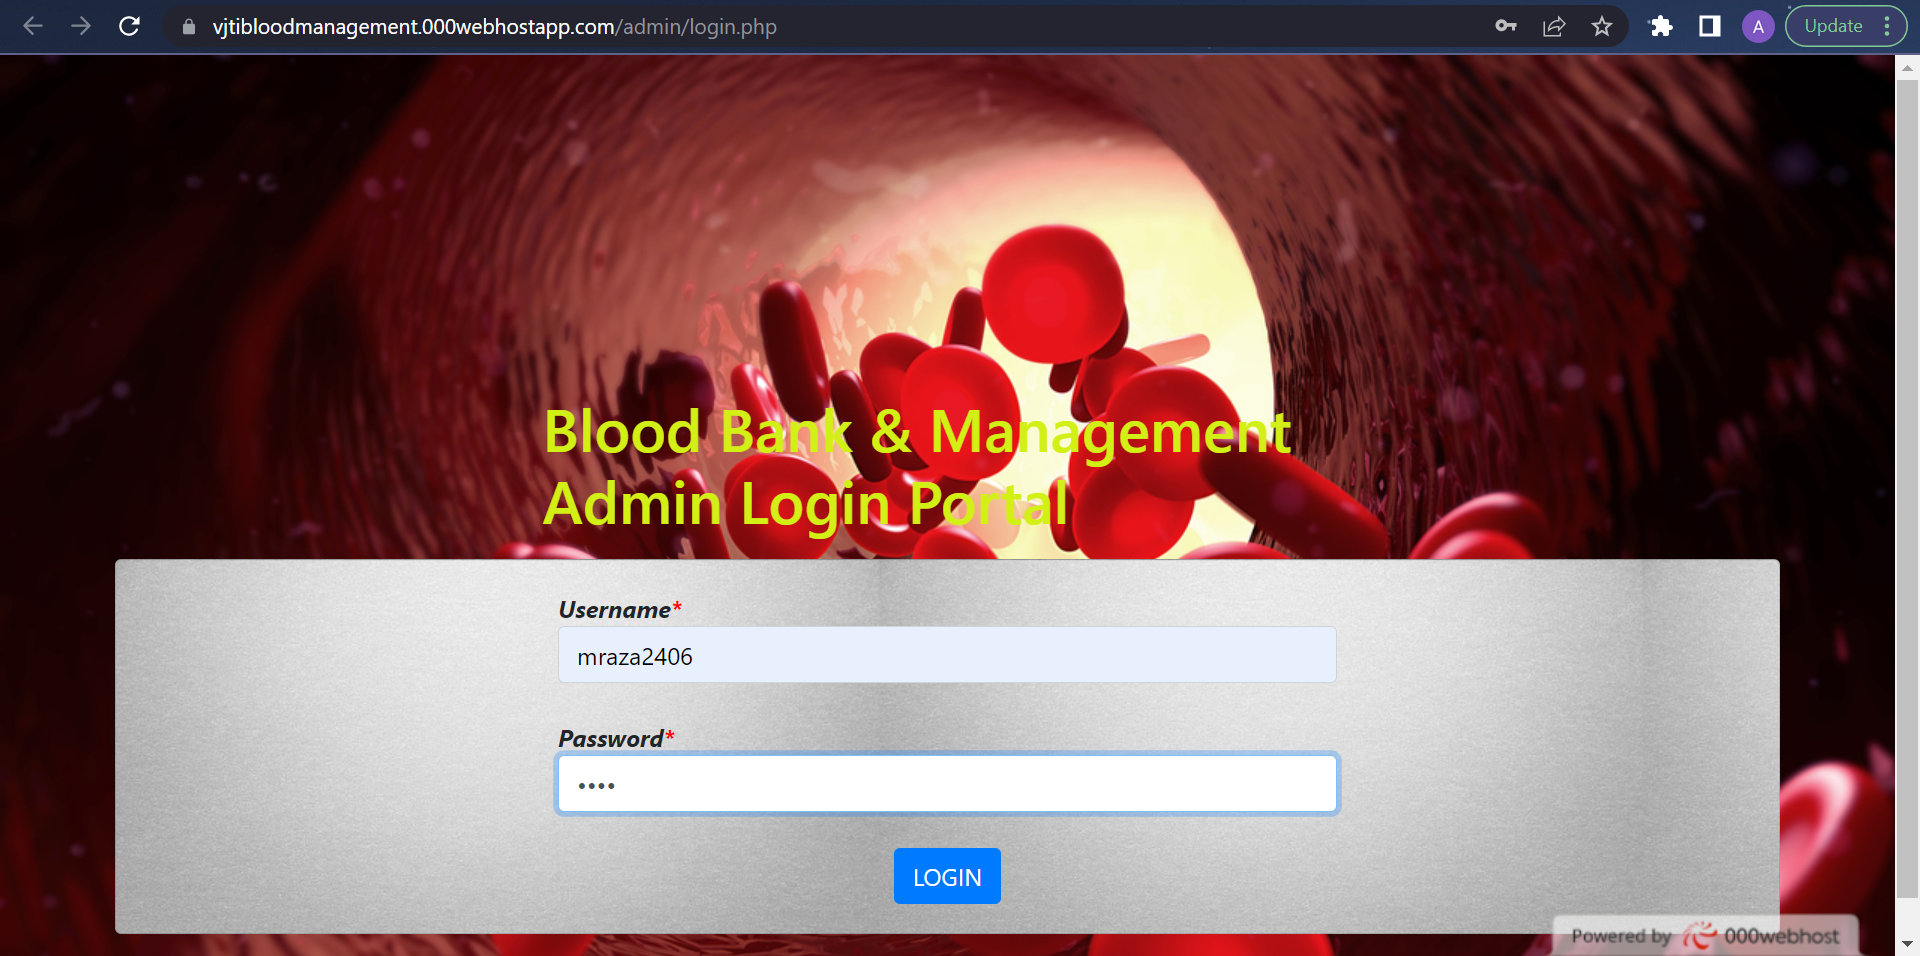 vjtibloodmanagement.000webhostapp.com/admin/login.php
A
Update
Blood Bank & Management
Admin Login Portal
Username*
mraza2406
Password*
••••
LOGIN
Powered by 000webhost